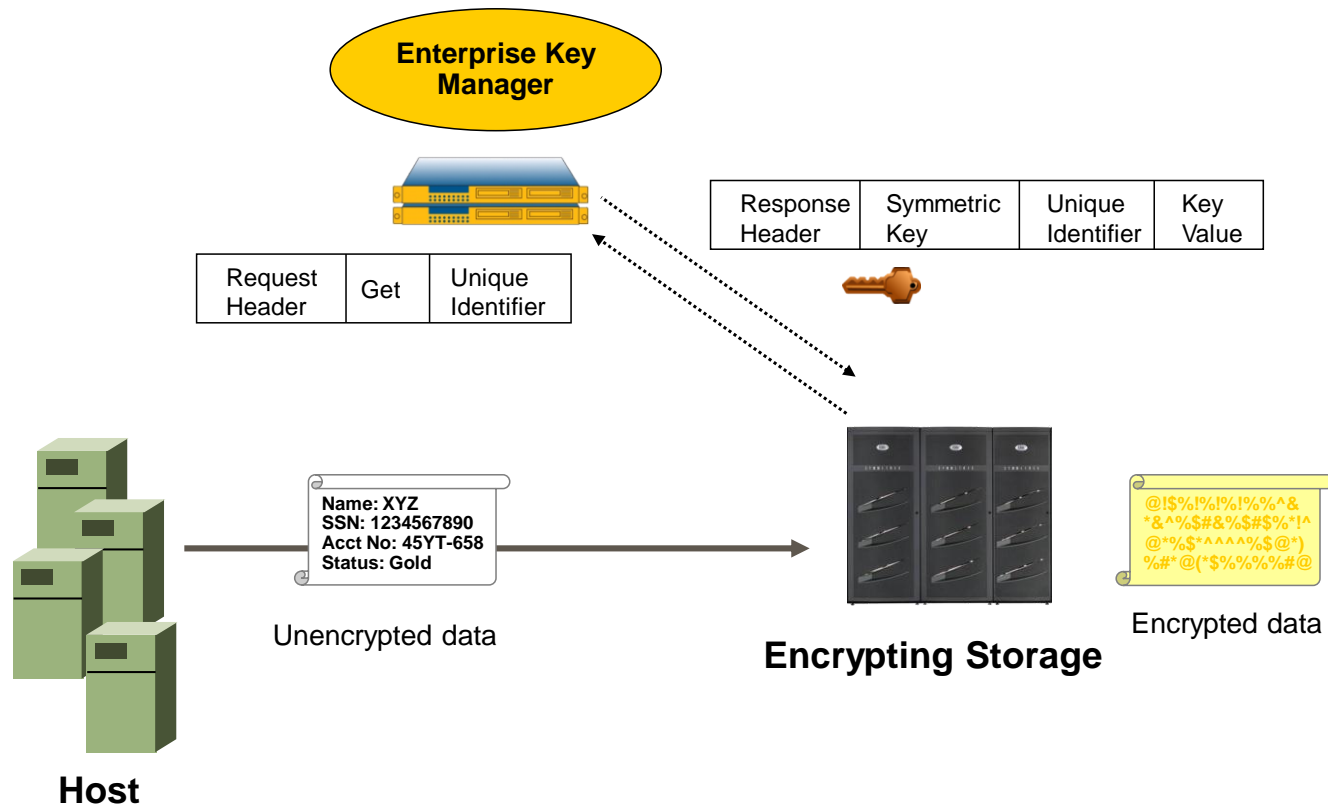 Enterprise Key
Manager
Response Symmetric Unique Key
Header Key Identifier Value
Request Get Unique
Header Identifier
Name: XYZ
SSN: 1234567890
Acct No: 45YT-658
Status: Gold
@!$%!%!%!%%^&
*&^%$#&%$#$%*!^
@*%$*^^^^%$@*)
%#*@(*$%%%%#@
Unencrypted data
Encrypted data
Encrypting Storage
Host